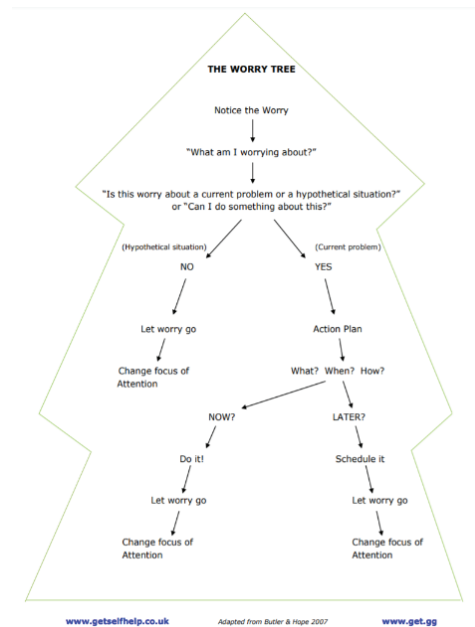 THE WORRY TREE
Notice the Worry
“What am I worrying about?”
“Is this worry about a current problem or a hypothetical situation?”
or “Can I do something about this?”
(Hypothetical situation)
(Current problem)
NO
YES
Let worry go
Action Plan
Change focus of
Attention
What? When? How?
NOW?
LATER?
Do it!
Schedule it
Let worry go
Let worry go
Change focus of
Attention
Change focus of
Attention
www.getselfhelp.co.uk
Adapted from Butler & Hope 2007
www.get.gg